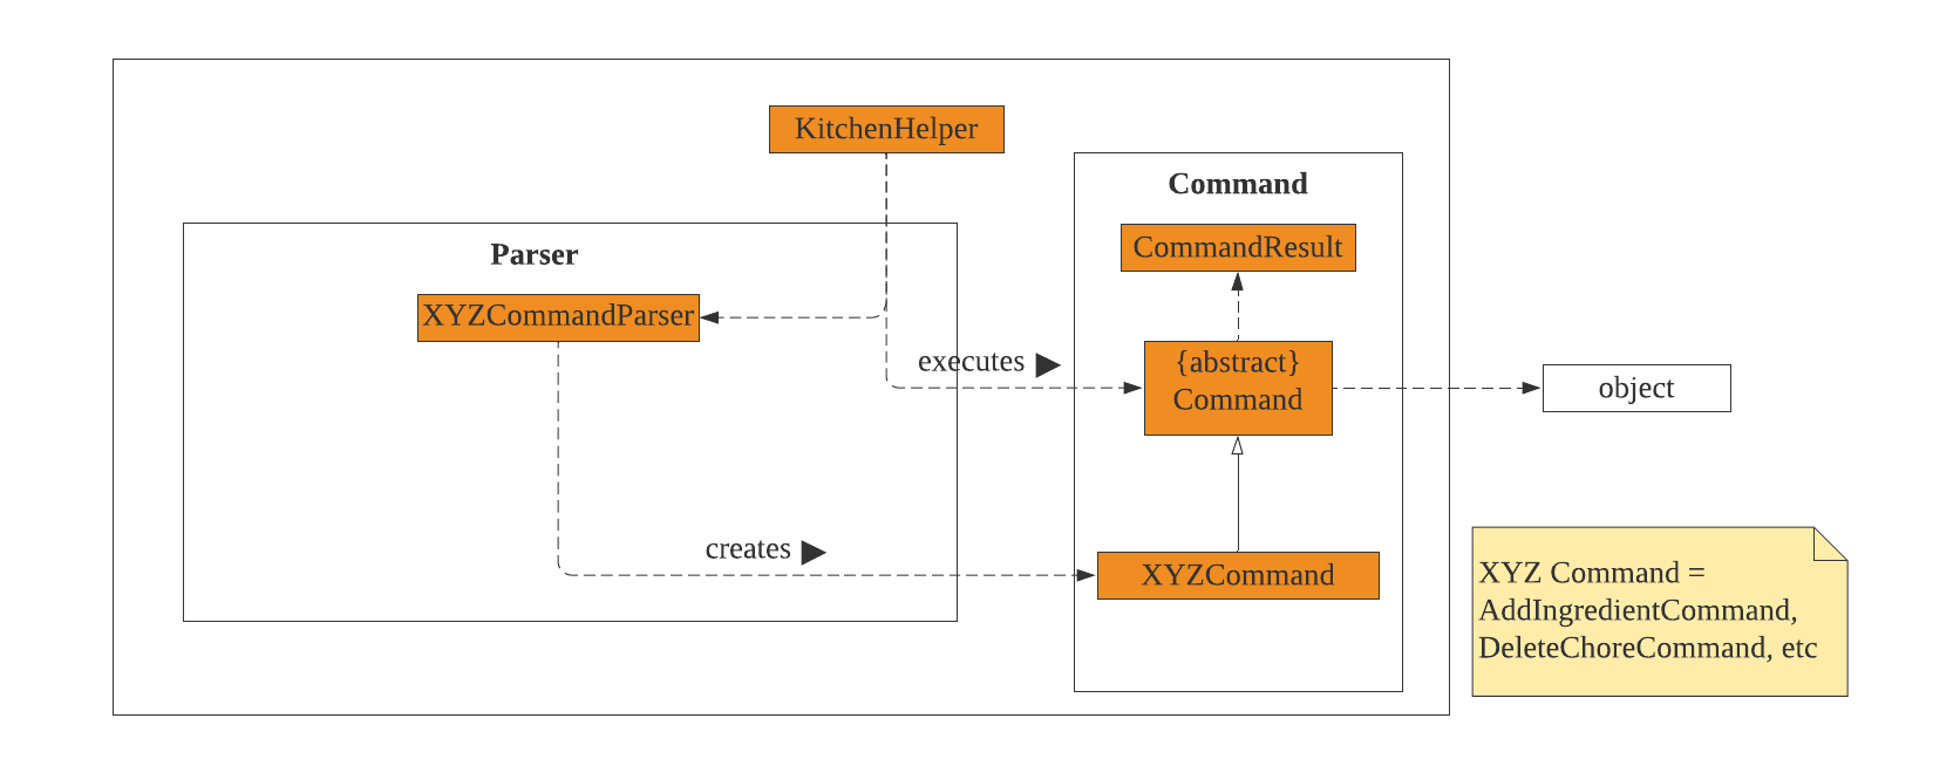 KitchenHelper
Command
CommandResult
Parser
XYZCommandParser
executes
{abstract}
Command
object
creates
XYZCommand
XYZ Command =
AddIngredientCommand,
DeleteChoreCommand, etc